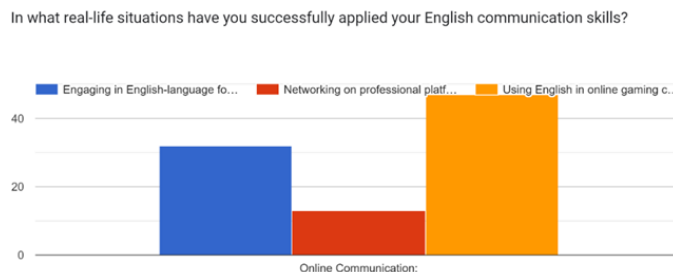 In what real-life situations have you successfully applied your English communication skills?
Engaging in English-language fo... Networking on professional platf... Using English in online gaming c...
40
20
0
Online Communication: